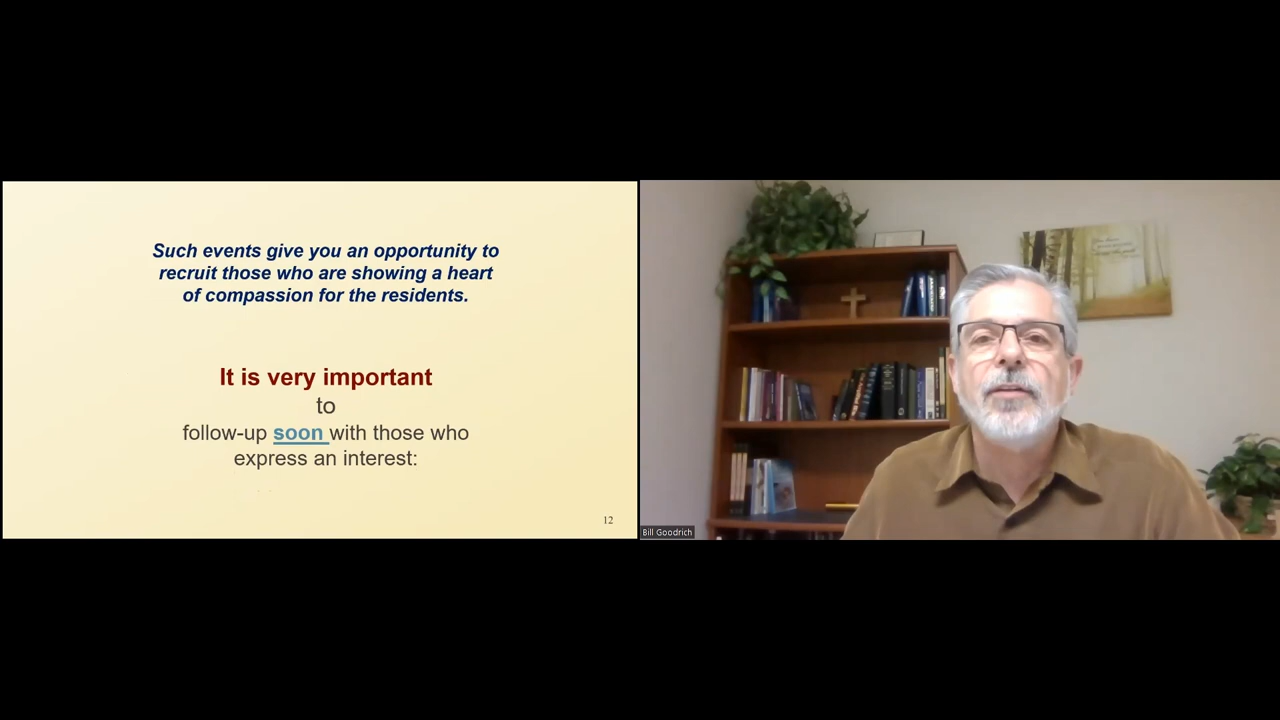 Such events give you an opportunity to
recruit those who are showing a heart
of compassion for the residents.
It is very important
to
follow-up soon with those who
express an interest:
12
Bill Goodrich